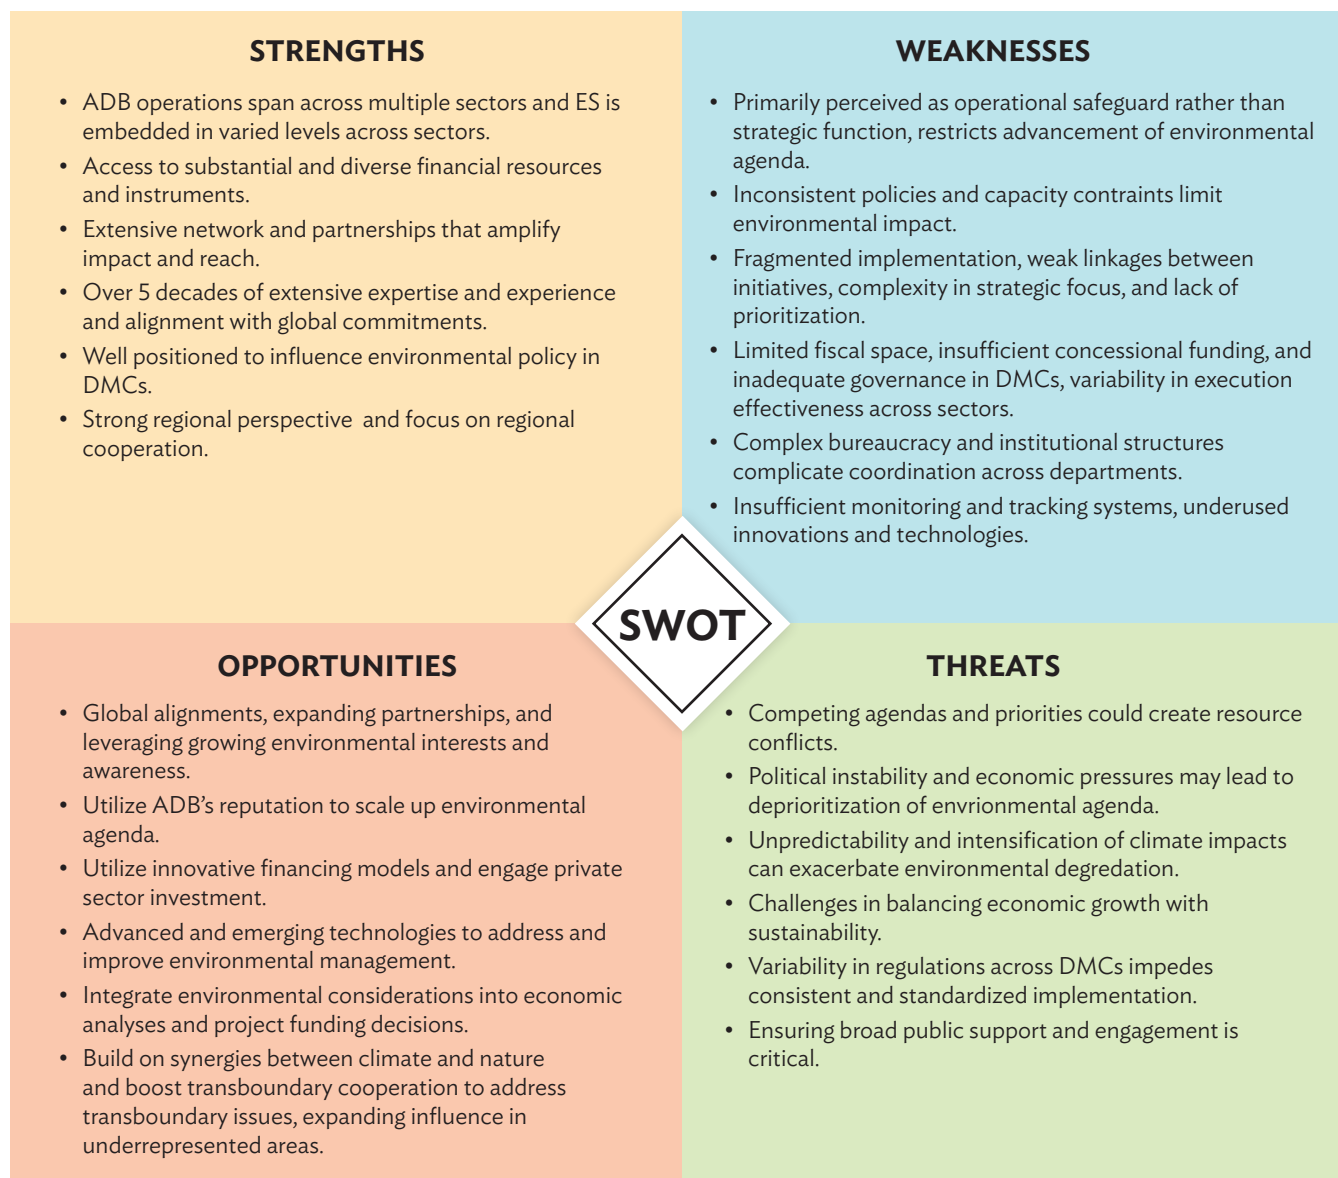 STRENGTHS
• ADB operations span across multiple sectors and ES is
embedded in varied levels across sectors.
• Access to substantial and diverse financial resources
and instruments.
• Extensive network and partnerships that amplify
impact and reach.
• Over 5 decades of extensive expertise and experience
and alignment with global commitments.
• Well positioned to influence environmental policy in
DMCs.
• Strong regional perspective  and focus on regional
cooperation.
WEAKNESSES
• Primarily perceived as operational safeguard rather than
strategic function, restricts advancement of environmental
agenda.
• Inconsistent policies and capacity contraints limit
environmental impact.
• Fragmented implementation, weak linkages between
initiatives, complexity in strategic focus, and lack of
prioritization.
• Limited fiscal space, insufficient concessional funding, and
inadequate governance in DMCs, variability in execution
effectiveness across sectors.
• Complex bureaucracy and institutional structures
complicate coordination across departments.
• Insufficient monitoring and tracking systems, underused
innovations and technologies.
SWOT
OPPORTUNITIES
• Global alignments, expanding partnerships, and
leveraging growing environmental interests and
awareness.
• Utilize ADB’s reputation to scale up environmental
agenda.
• Utilize innovative financing models and engage private
sector investment.
• Advanced and emerging technologies to address and
improve environmental management.
• Integrate environmental considerations into economic
analyses and project funding decisions.
• Build on synergies between climate and nature
and boost transboundary cooperation to address
transboundary issues, expanding influence in
underrepresented areas.
THREATS
• Competing agendas and priorities could create resource
conflicts.
• Political instability and economic pressures may lead to
deprioritization of envrionmental agenda.
• Unpredictability and intensification of climate impacts
can exacerbate environmental degredation.
• Challenges in balancing economic growth with
sustainability.
• Variability in regulations across DMCs impedes
consistent and standardized implementation.
• Ensuring broad public support and engagement is
critical.